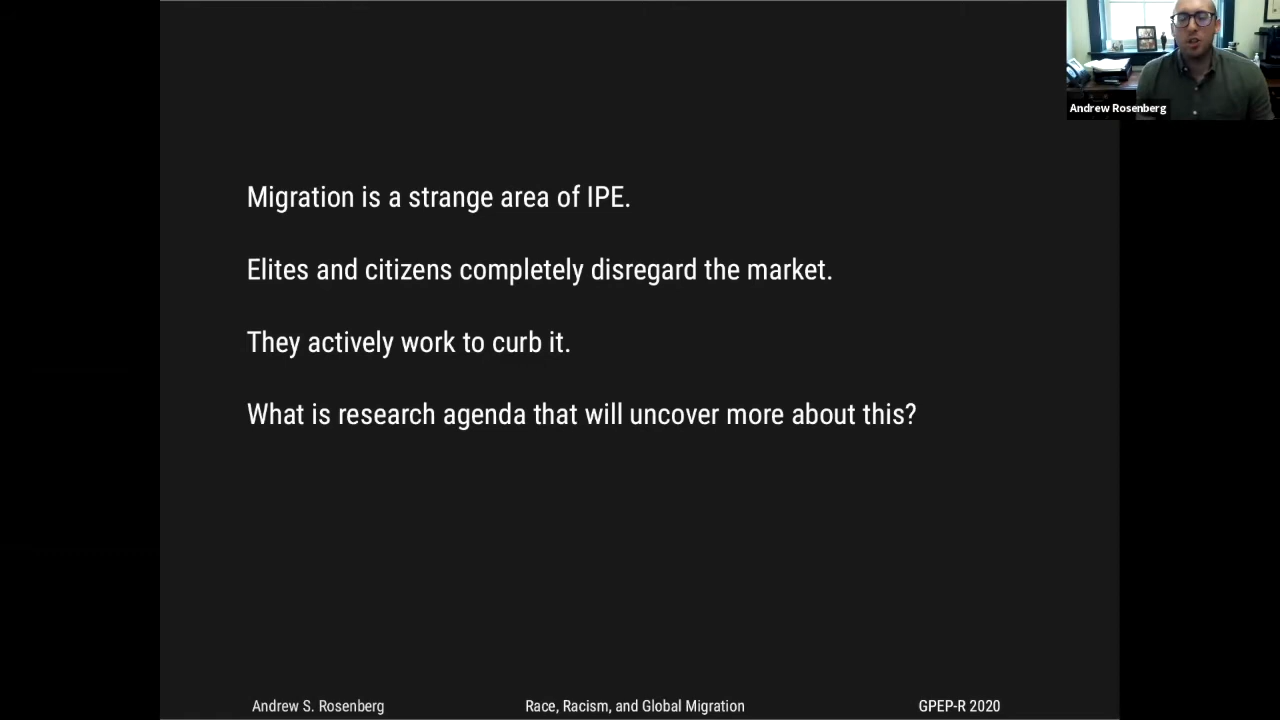 Andrew Rosenberg
Migration is a strange area of IPE.
Elites and citizens completely disregard the market.
They actively work to curb it.
What is research agenda that will uncover more about this?
Andrew S. Rosenberg
Race, Racism, and Global Migration
GPEP-R 2020